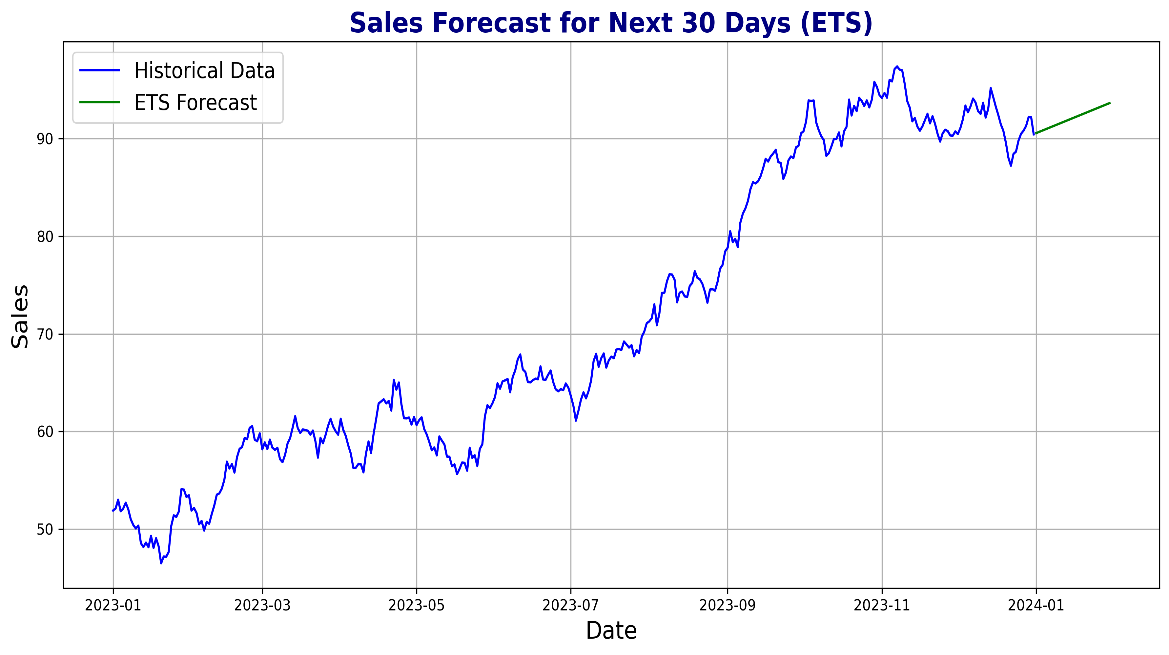 Sales Forecast for Next 30 Days (ETS)
Historical Data
ETS Forecast
90
80
70
60
50
Sales
2023-01 2023-03 2023-05 2023-07 2023-09 2023-11 2024-01
Date